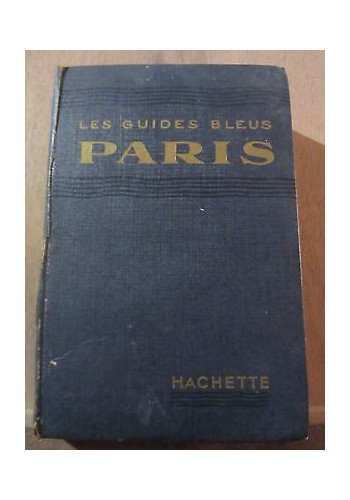 LES GUIDES BLEUS
PARIS
HACHETTE